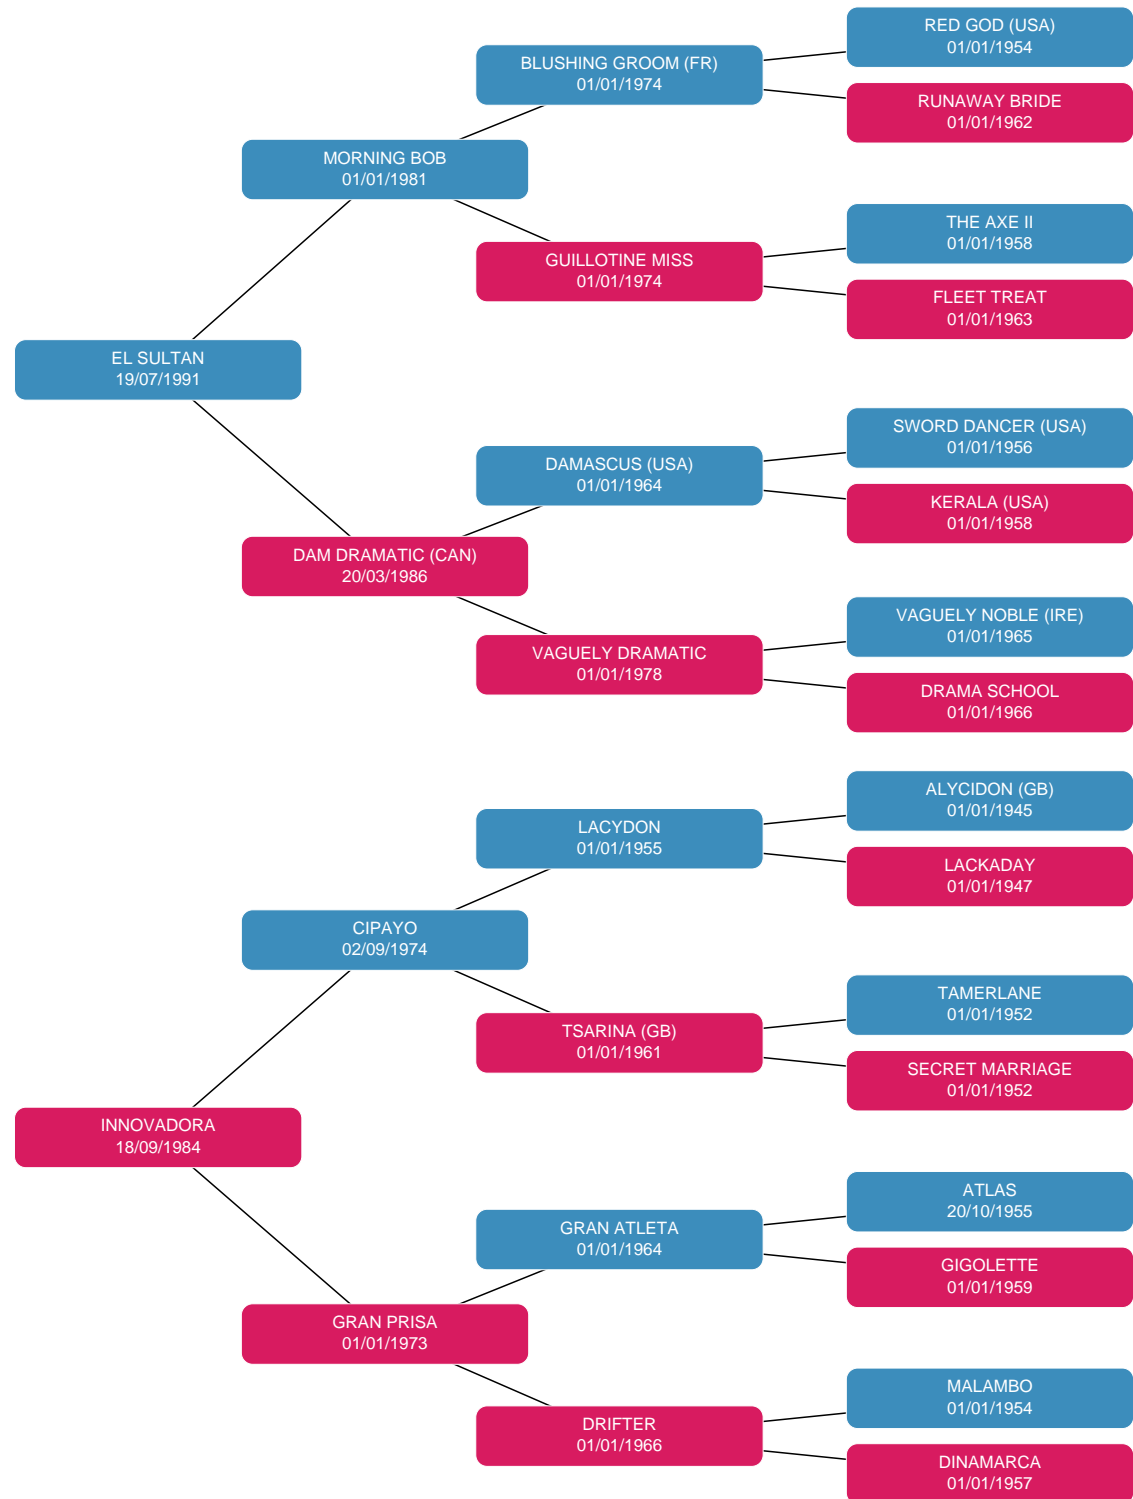 RED GOD (USA)
01/01/1954
BLUSHING GROOM (FR)
01/01/1974
RUNAWAY BRIDE
01/01/1962
MORNING BOB
01/01/1981
THE AXE II
01/01/1958
GUILLOTINE MISS
01/01/1974
FLEET TREAT
01/01/1963
EL SULTAN
19/07/1991
SWORD DANCER (USA)
01/01/1956
DAMASCUS (USA)
01/01/1964
KERALA (USA)
01/01/1958
DAM DRAMATIC (CAN)
20/03/1986
VAGUELY NOBLE (IRE)
01/01/1965
VAGUELY DRAMATIC
01/01/1978
DRAMA SCHOOL
01/01/1966
ALYCIDON (GB)
01/01/1945
LACYDON
01/01/1955
LACKADAY
01/01/1947
CIPAYO
02/09/1974
TAMERLANE
01/01/1952
TSARINA (GB)
01/01/1961
SECRET MARRIAGE
01/01/1952
INNOVADORA
18/09/1984
ATLAS
20/10/1955
GRAN ATLETA
01/01/1964
GIGOLETTE
01/01/1959
GRAN PRISA
01/01/1973
MALAMBO
01/01/1954
DRIFTER
01/01/1966
DINAMARCA
01/01/1957